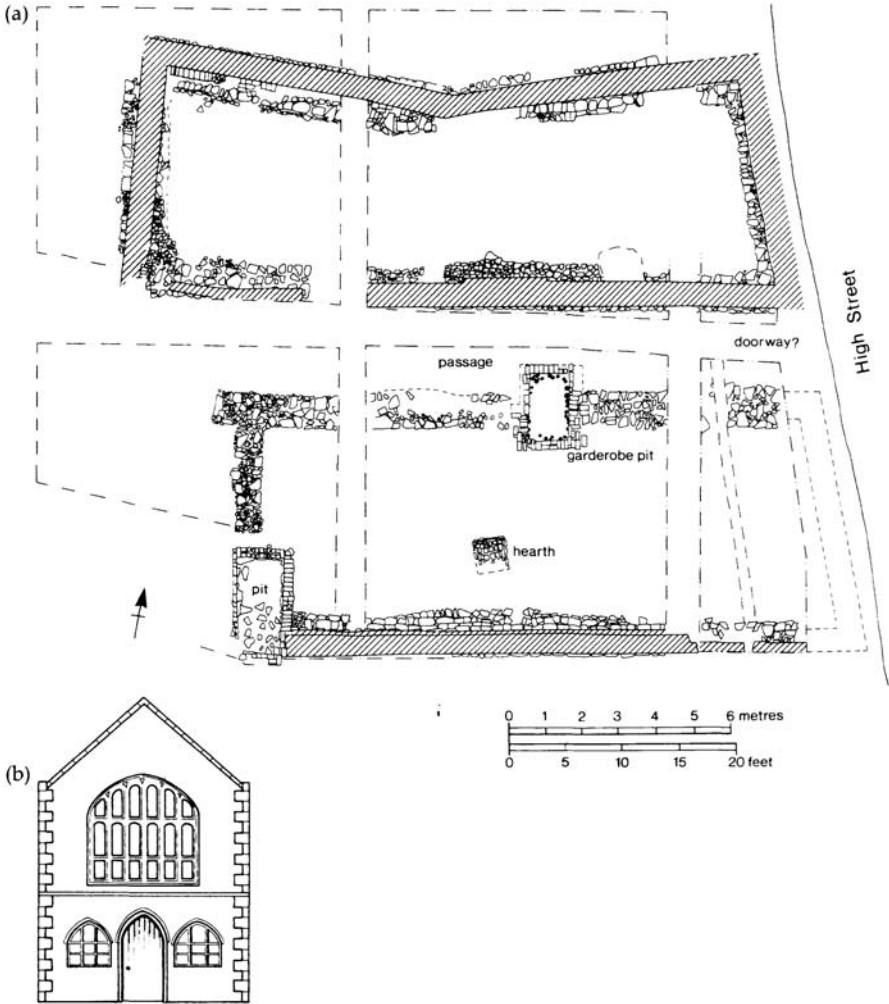 (a)
High Street
doorway?
passage
garderobe pit
hearth
pit
0 1 2 3 4 5 6 metres
0 5 10 15 20 feet
(b)